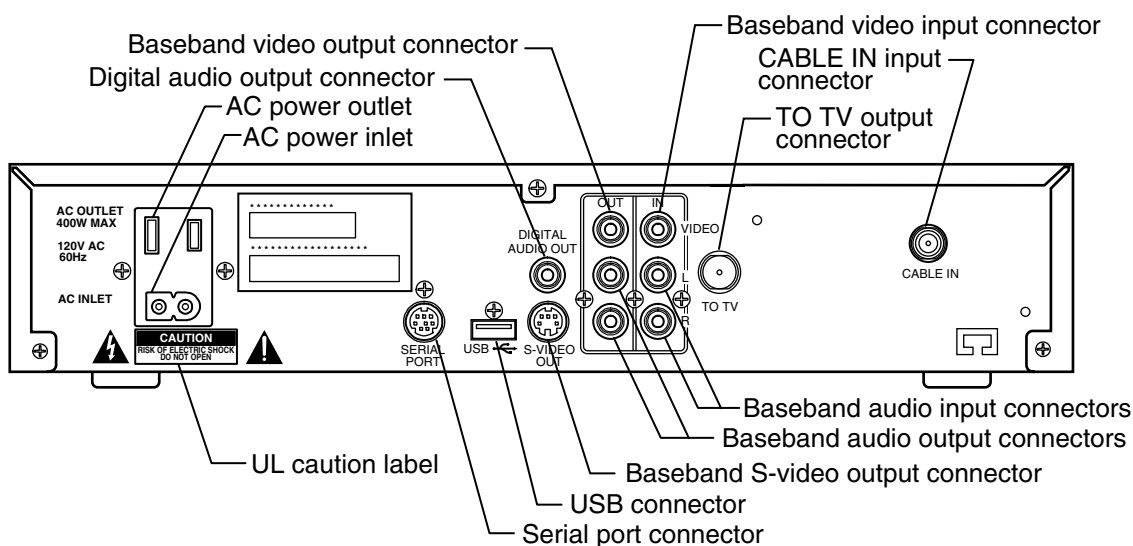 Baseband video output connector
Digital audio output connector
AC power outlet
AC power inlet
Baseband video input connector
CABLE IN input
connector
TO TV output
connector
AC OUTLET
400W MAX
120V AC
60Hz
AC INLET
CAUTION
RISK OF ELECTRIC SHOCK
DO NOT OPEN
SERIAL
PORT
USB
S-VIDEO
OUT
DIGITAL
AUDIO OUT
OUT
IN
VIDEO
L
R
TO TV
CABLE IN
Baseband audio input connectors
Baseband audio output connectors
Baseband S-video output connector
USB connector
Serial port connector
UL caution label